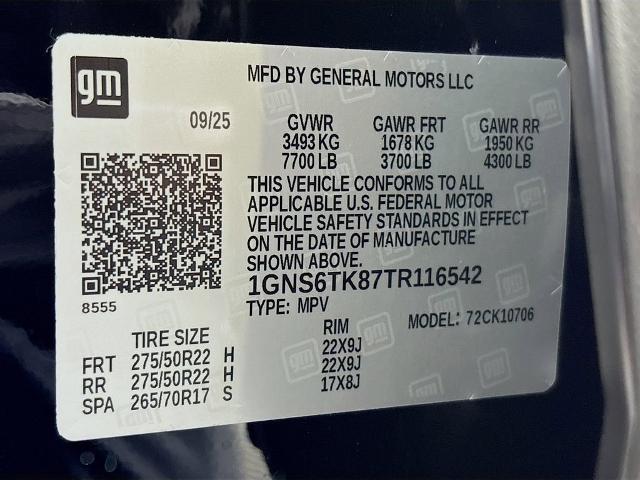 gm
MFD BY GENERAL MOTORS LLC
09/25
GVWR GAWR FRT GAWR RR
3493 KG 1678 KG 1950 KG
7700 LB 3700 LB 4300 LB
THIS VEHICLE CONFORMS TO ALL
APPLICABLE U.S. FEDERAL MOTOR
VEHICLE SAFETY STANDARDS IN EFFECT
ON THE DATE OF MANUFACTURE
SHOWN ABOVE.
1GNS6TK87TR116542
TYPE: MPV
MODEL: 72CK10706
8555
TIRE SIZE RIM
FRT 275/50R22 H 22X9J
RR 275/50R22 H 22X9J
SPA 265/70R17 S 17X8J